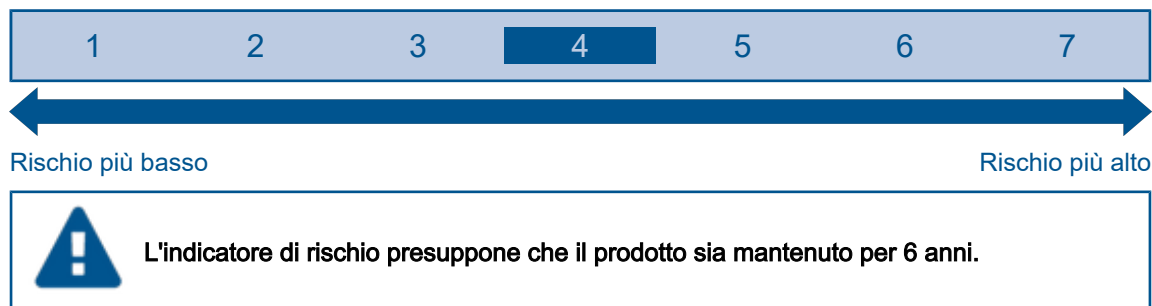 1 2 3 4 5 6 7
Rischio più basso Rischio più alto
L'indicatore di rischio presuppone che il prodotto sia mantenuto per 6 anni.